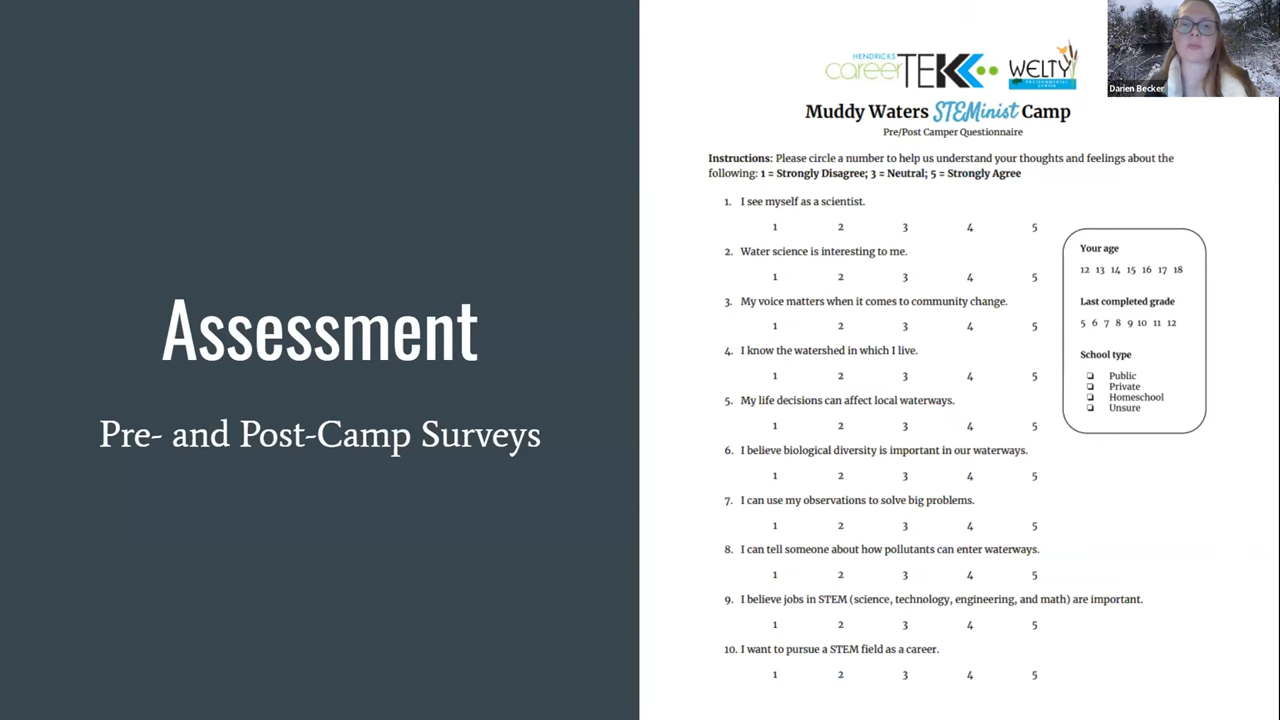 Assessment
Pre- and Post-Camp Surveys
HENDRICKS
careerTEK
WELTY
ENVIRONMENTAL
CENTER
Darien Becker
Muddy Waters STEMinist Camp
Pre/Post Camper Questionnaire
Instructions: Please circle a number to help us understand your thoughts and feelings about the
following: 1 = Strongly Disagree; 3 = Neutral; 5 = Strongly Agree
1. I see myself as a scientist.
1 2 3 4 5
2. Water science is interesting to me.
1 2 3 4 5
3. My voice matters when it comes to community change.
1 2 3 4 5
4. I know the watershed in which I live.
1 2 3 4 5
5. My life decisions can affect local waterways.
1 2 3 4 5
6. I believe biological diversity is important in our waterways.
1 2 3 4 5
7. I can use my observations to solve big problems.
1 2 3 4 5
8. I can tell someone about how pollutants can enter waterways.
1 2 3 4 5
9. I believe jobs in STEM (science, technology, engineering, and math) are important.
1 2 3 4 5
10. I want to pursue a STEM field as a career.
1 2 3 4 5
Your age
12 13 14 15 16 17 18
Last completed grade
5 6 7 8 9 10 11 12
School type
Public
Private
Homeschool
Unsure